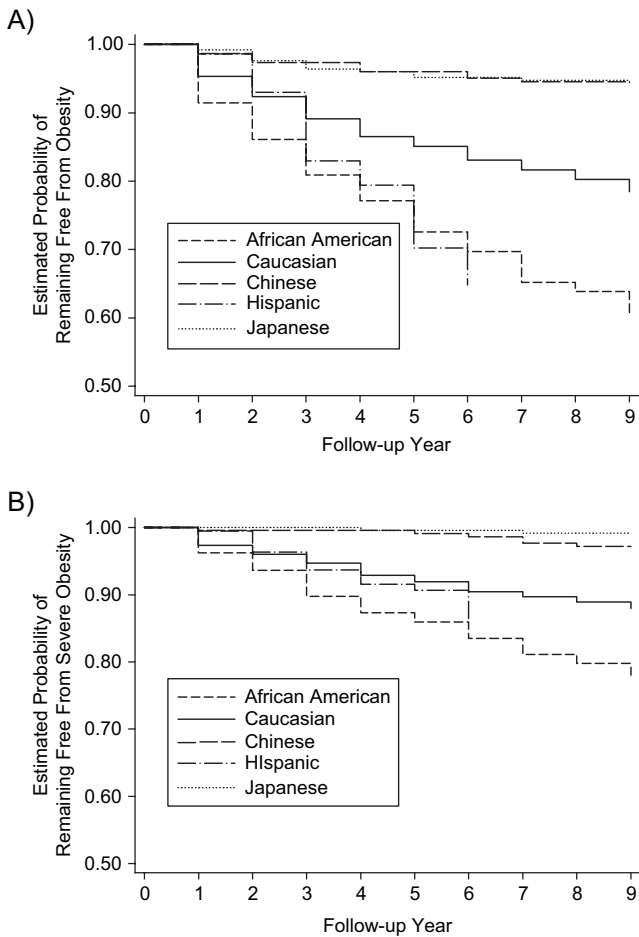 A)
Estimated Probability of
Remaining Free From Obesity
1.00
0.90
0.80
0.70
0.60
0.50
African American
Caucasian
Chinese
Hispanic
Japanese
0 1 2 3 4 5 6 7 8 9
Follow-up Year
B)
Estimated Probability of
Remaining Free From Severe Obesity
1.00
0.90
0.80
0.70
0.60
0.50
African American
Caucasian
Chinese
HIspanic
Japanese
0 1 2 3 4 5 6 7 8 9
Follow-up Year